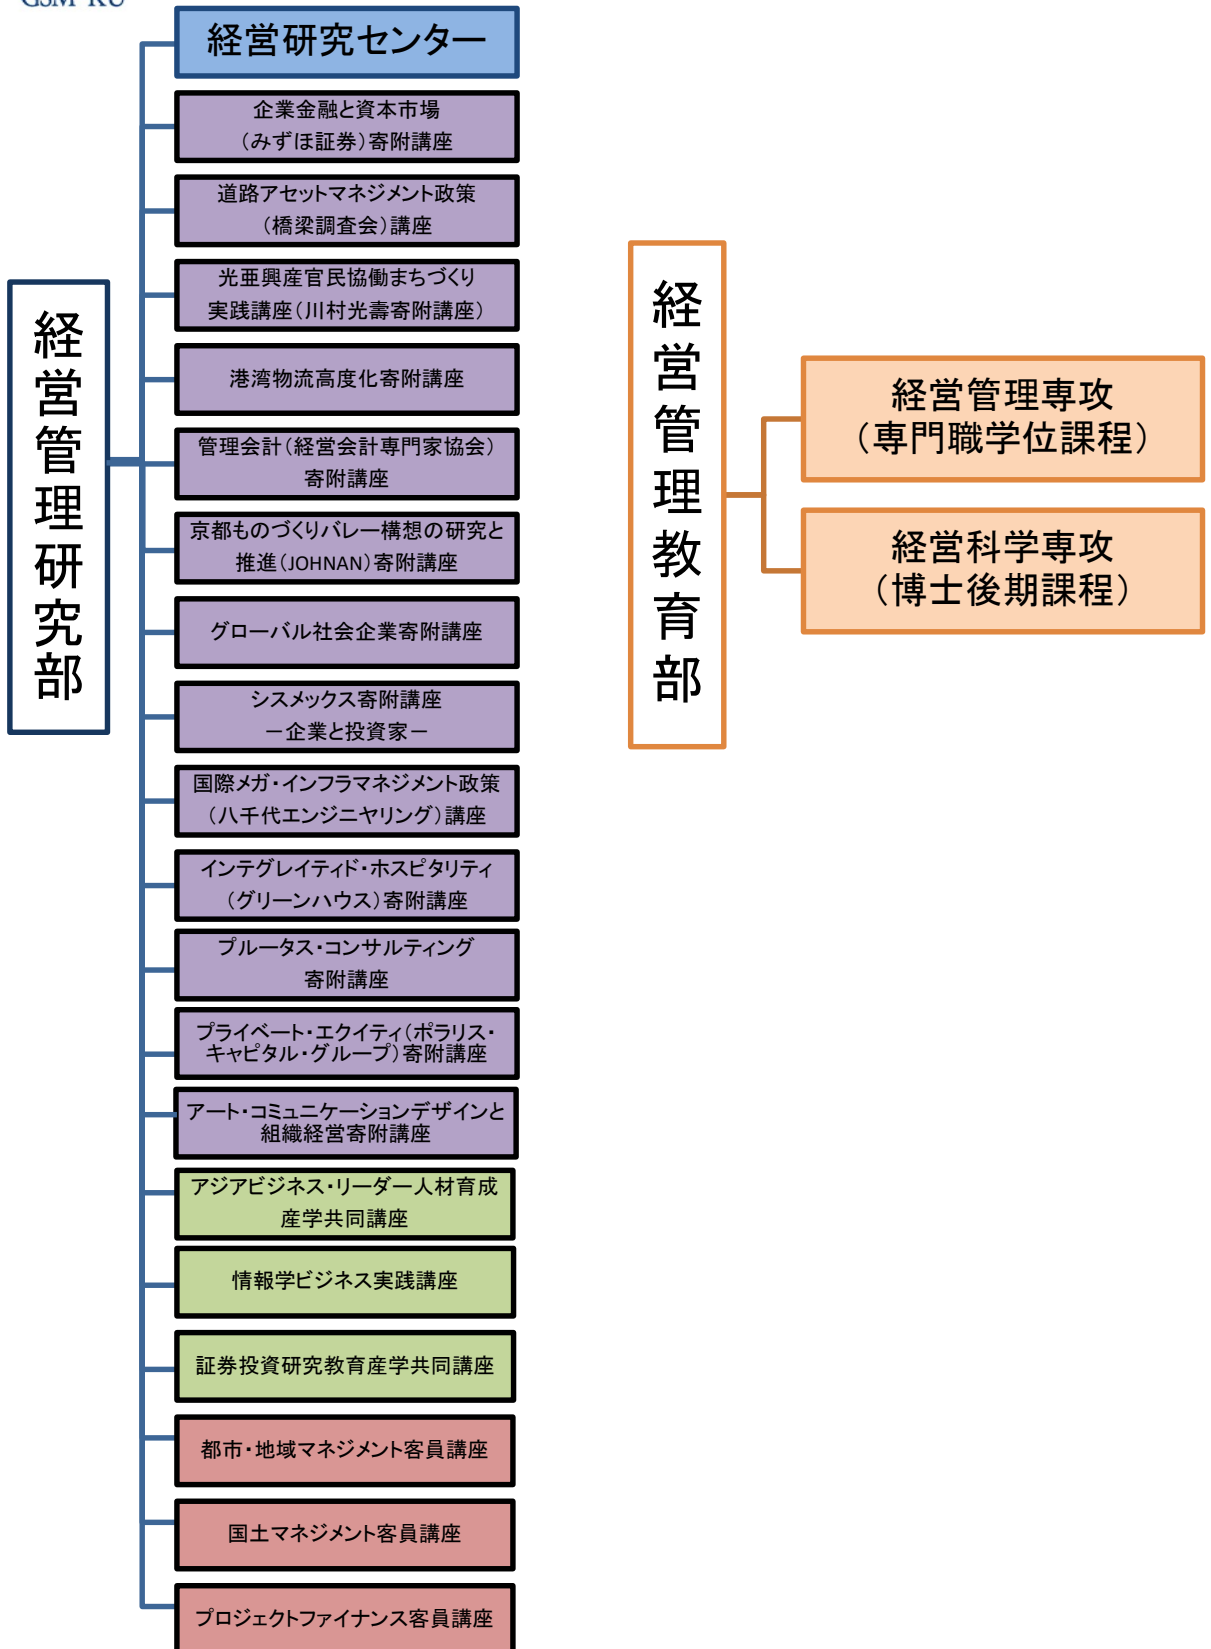 GSM KU
経営研究センター
企業金融と資本市場
(みずほ証券)寄附講座
道路アセットマネジメント政策
(橋梁調査会)講座
光亜興産官民協働まちづくり
実践講座(川村光壽寄附講座)
港湾物流高度化寄附講座
管理会計(経営会計専門家協会)
寄附講座
京都ものづくりバレー構想の研究と
推進(JOHNAN)寄附講座
グローバル社会企業寄附講座
シスメックス寄附講座
－企業と投資家－
国際メガ・インフラマネジメント政策
(八千代エンジニヤリング)講座
インテグレイティド・ホスピタリティ
(グリーンハウス)寄附講座
プルータス・コンサルティング
寄附講座
プライベート・エクイティ(ポラリス・
キャピタル・グループ)寄附講座
アート・コミュニケーションデザインと
組織経営寄附講座
アジアビジネス・リーダー人材育成
産学共同講座
情報学ビジネス実践講座
証券投資研究教育産学共同講座
都市・地域マネジメント客員講座
国土マネジメント客員講座
プロジェクトファイナンス客員講座
経営管理研究部
経営管理教育部
経営管理専攻
(専門職学位課程)
経営科学専攻
(博士後期課程)